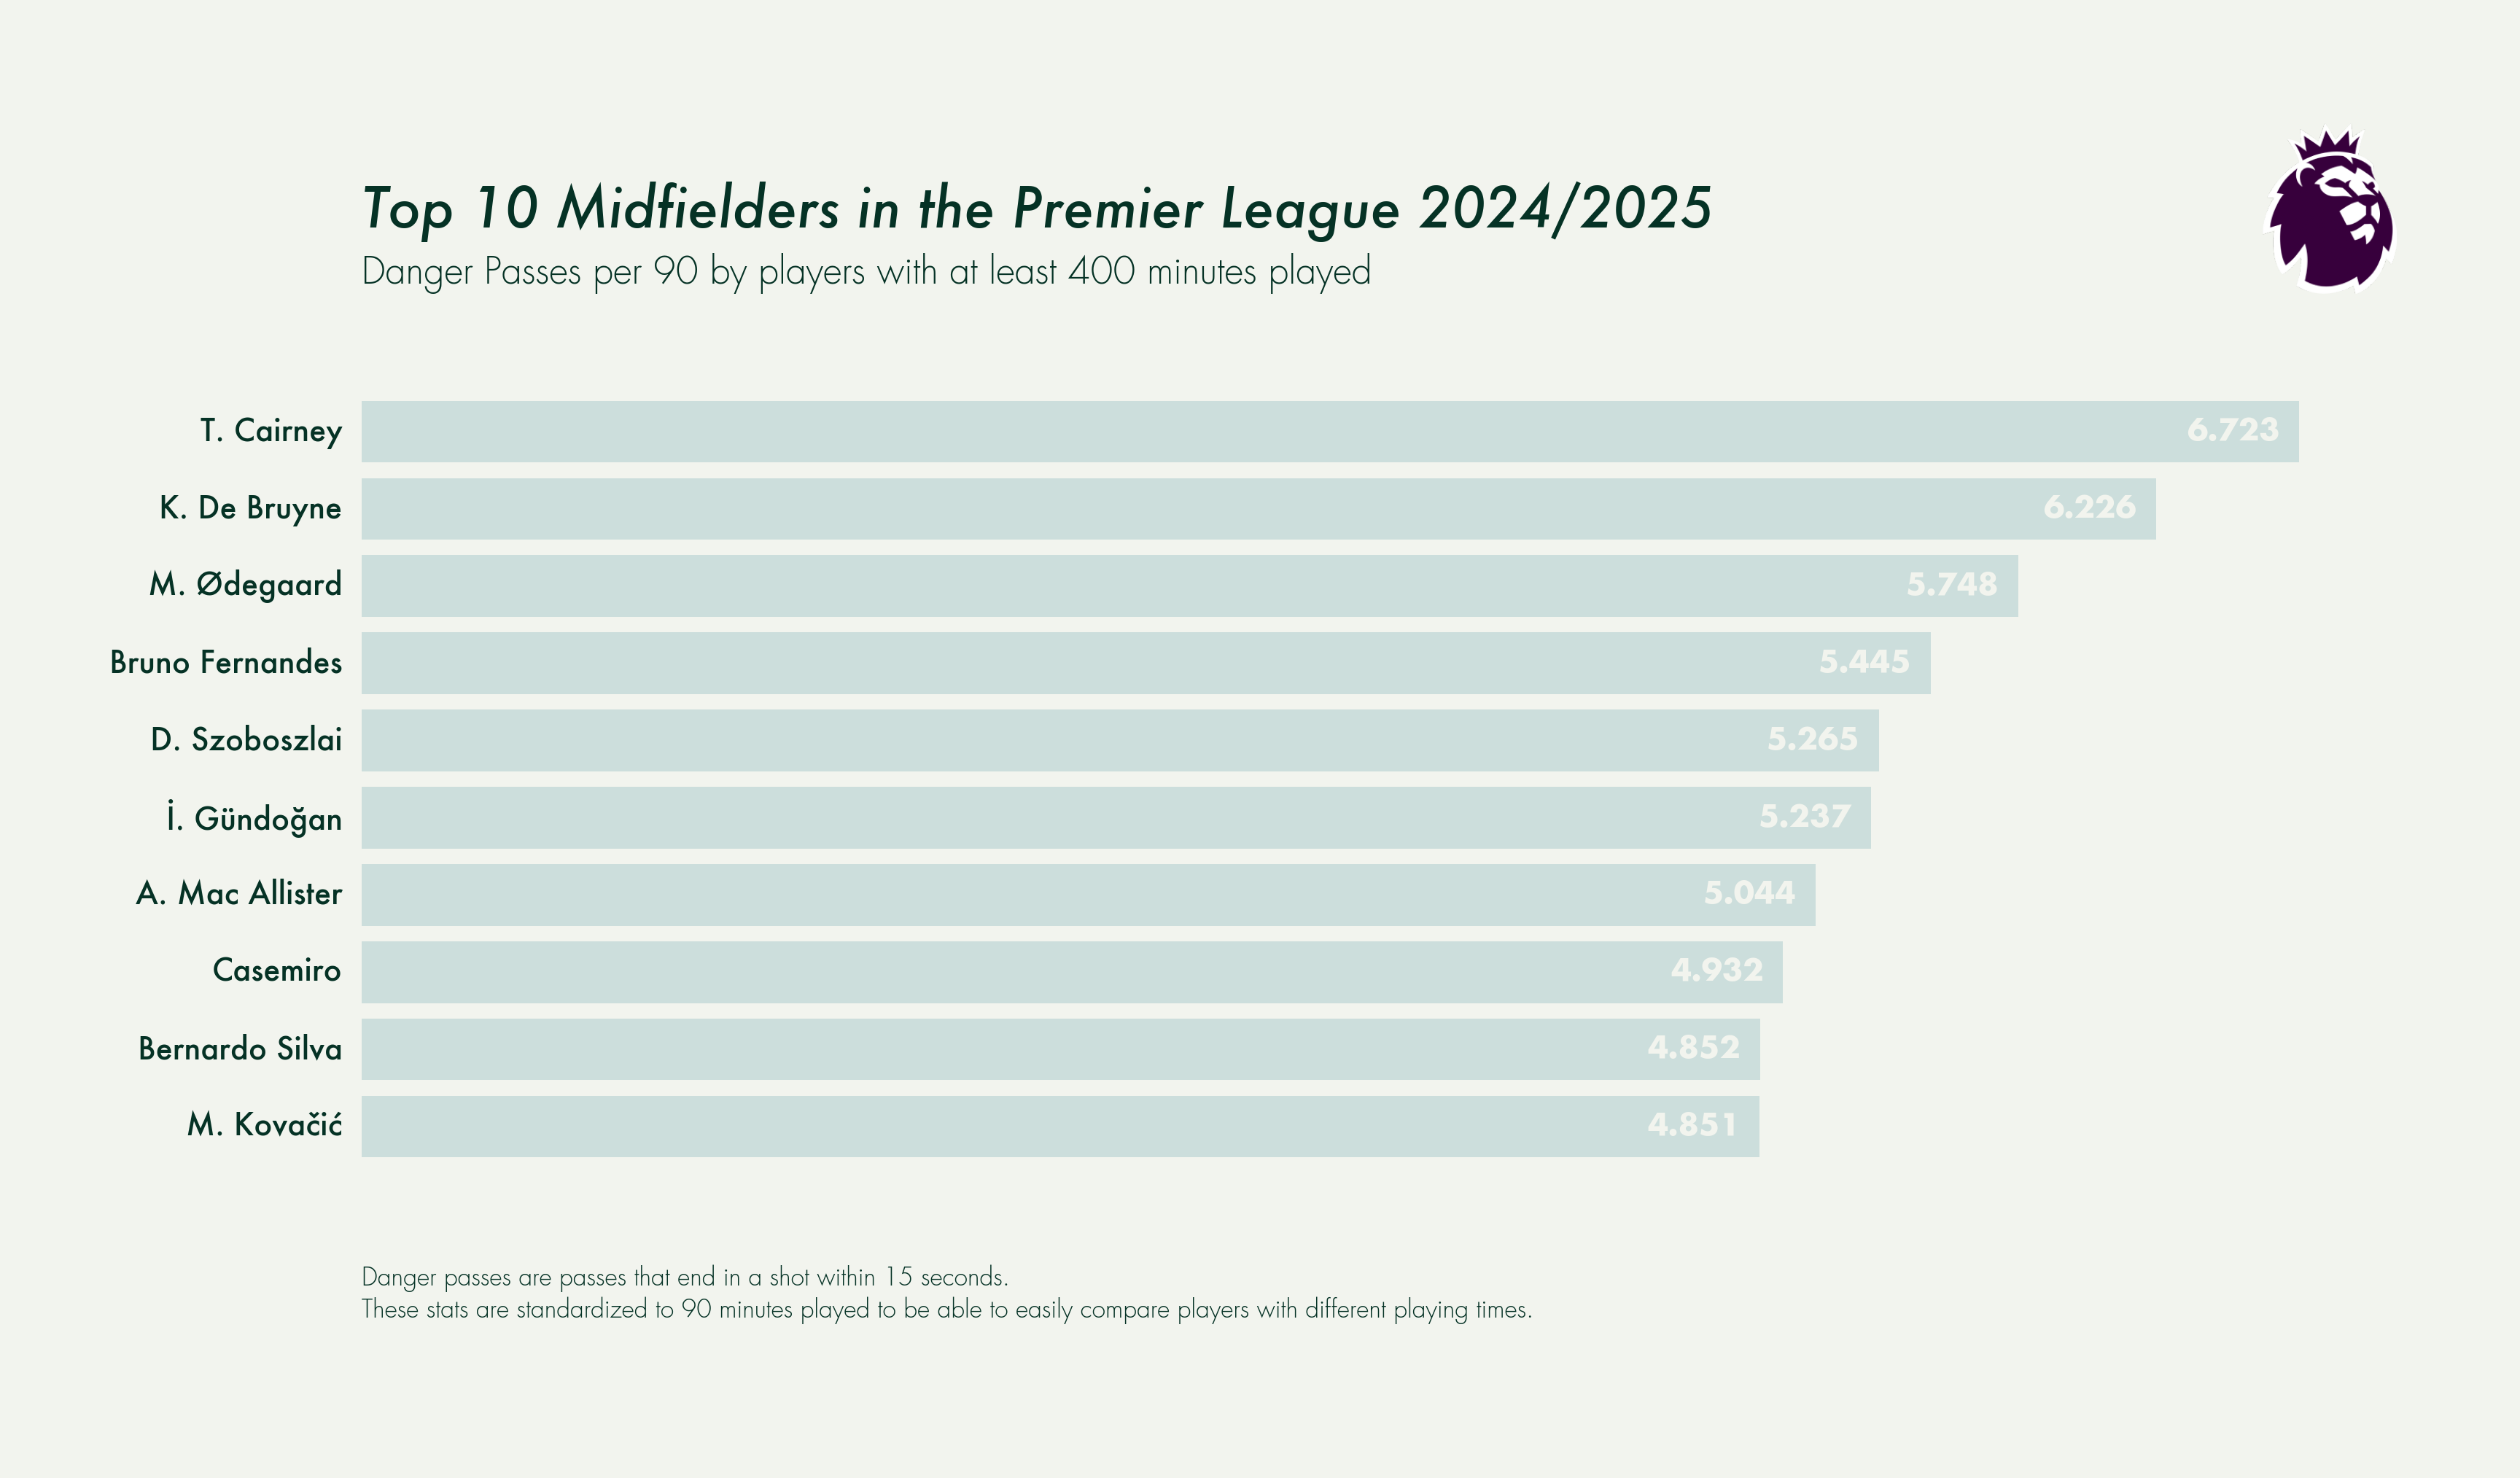 Top 10 Midfielders in the Premier League 2024/2025
Danger Passes per 90 by players with at least 400 minutes played
T. Cairney 6.723
K. De Bruyne 6.226
M. Ødegaard 5.748
Bruno Fernandes 5.445
D. Szoboszlai 5.265
İ. Gündoğan 5.237
A. Mac Allister 5.044
Casemiro 4.932
Bernardo Silva 4.852
M. Kovačić 4.851
Danger passes are passes that end in a shot within 15 seconds.
These stats are standardized to 90 minutes played to be able to easily compare players with different playing times.